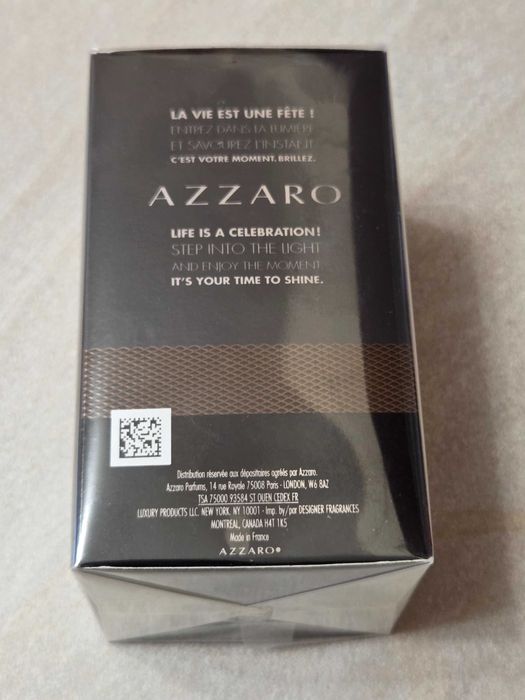 LA VIE EST UNE FÊTE !
ENTREZ DANS LA LUMIÈRE
ET SAVOUREZ L'INSTANT
C'EST VOTRE MOMENT. BRILLEZ.
AZZARO
LIFE IS A CELEBRATION!
STEP INTO THE LIGHT
AND ENJOY THE MOMENT.
IT'S YOUR TIME TO SHINE.
Distribution réservée aux dépositaires agréés par Azzaro.
Azzaro Parfums, 14 rue Royale 75008 Paris - LONDON, W6 8AZ
TSA 75000 93584 ST OUEN CEDEX FR
LUXURY PRODUCTS LLC. NEW YORK, NY 10001 - Imp. by/par DESIGNER FRAGRANCES
MONTREAL, CANADA H4T 1K5
Made in France
AZZARO®